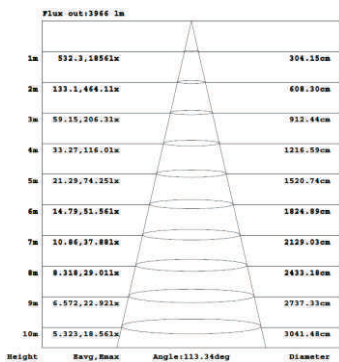 Flux out:3966 lm
1m 532.3,1856lx 304.15cm
2m 133.1,464.1lx 608.30cm
3m 59.15,206.3lx 912.44cm
4m 33.27,116.0lx 1216.59cm
5m 21.29,74.25lx 1520.74cm
6m 14.79,51.56lx 1824.89cm
7m 10.86,37.88lx 2129.03cm
8m 8.318,29.01lx 2433.18cm
9m 6.572,22.92lx 2737.33cm
10m 5.323,18.56lx 3041.48cm
Height Eavg,Emax Angle:113.34deg Diameter